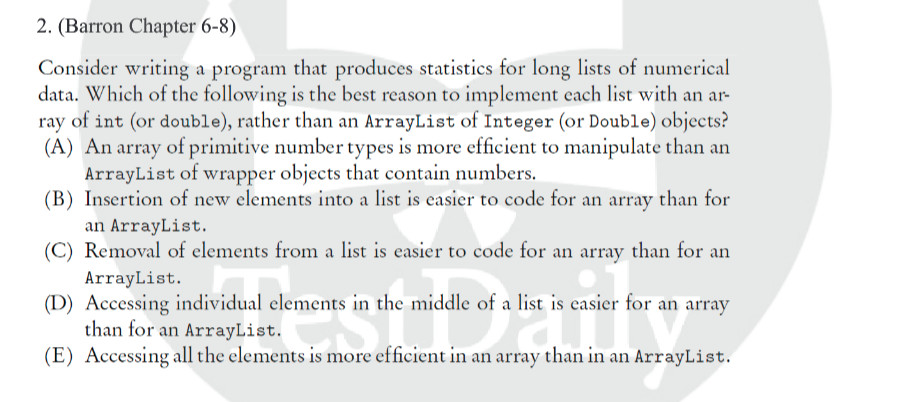 2. (Barron Chapter 6-8)
Consider writing a program that produces statistics for long lists of numerical
data. Which of the following is the best reason to implement each list with an ar-
ray of int (or double), rather than an ArrayList of Integer (or Double) objects?
(A) An array of primitive number types is more efficient to manipulate than an
ArrayList of wrapper objects that contain numbers.
(B) Insertion of new elements into a list is easier to code for an array than for
an ArrayList.
(C) Removal of elements from a list is easier to code for an array than for an
ArrayList.
(D) Accessing individual elements in the middle of a list is easier for an array
than for an ArrayList.
(E) Accessing all the elements is more efficient in an array than in an ArrayList.
TestDaily